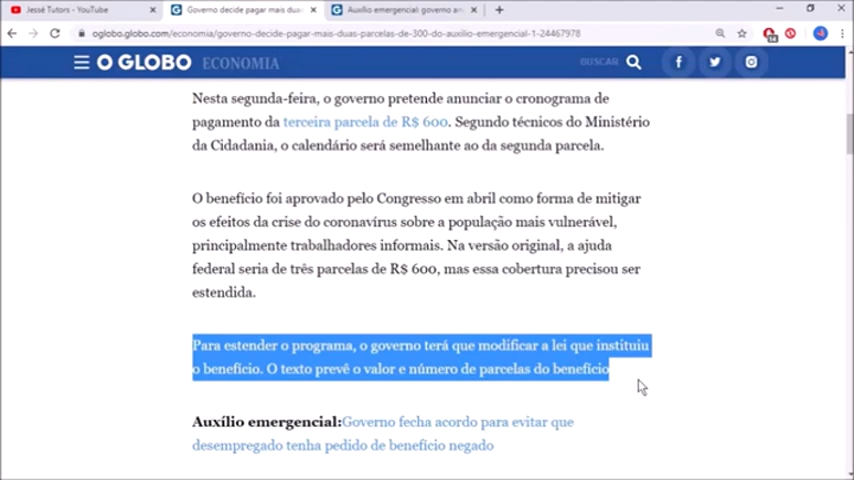 Jessé Tutors - YouTube
Governo decide pagar mais dua
Auxílio emergencial: governo a
oglobo.globo.com/economia/governo-decide-pagar-mais-duas-parcelas-de-300-do-auxilio-emergencial-1-24467978
O GLOBO ECONOMIA
BUSCAR
Nesta segunda-feira, o governo pretende anunciar o cronograma de
pagamento da terceira parcela de R$ 600. Segundo técnicos do Ministério
da Cidadania, o calendário será semelhante ao da segunda parcela.
O benefício foi aprovado pelo Congresso em abril como forma de mitigar
os efeitos da crise do coronavírus sobre a população mais vulnerável,
principalmente trabalhadores informais. Na versão original, a ajuda
federal seria de três parcelas de R$ 600, mas essa cobertura precisou ser
estendida.
Para estender o programa, o governo terá que modificar a lei que instituiu
o benefício. O texto prevê o valor e número de parcelas do benefício
Auxílio emergencial:Governo fecha acordo para evitar que
desempregado tenha pedido de benefício negado